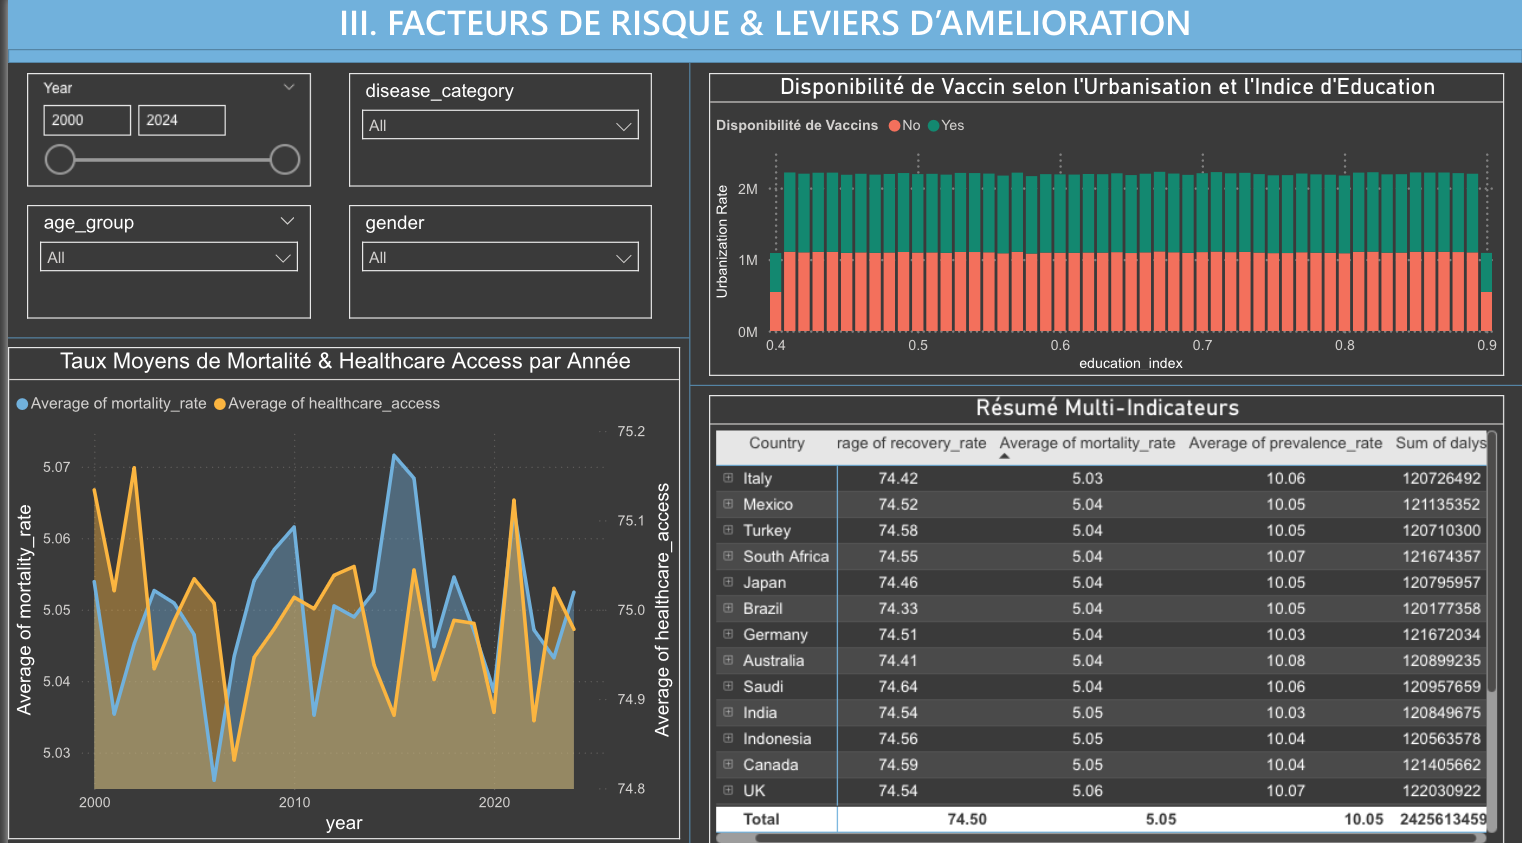 III. FACTEURS DE RISQUE & LEVIERS D’AMELIORATION
Year
2000
2024
disease_category
All
age_group
All
gender
All
Disponibilité de Vaccin selon l'Urbanisation et l'Indice d'Education
Disponibilité de Vaccins No Yes
Urbanization Rate
2M
1M
0M
0.4 0.5 0.6 0.7 0.8 0.9
education_index
Taux Moyens de Mortalité & Healthcare Access par Année
Average of mortality_rate Average of healthcare_access
Average of mortality_rate
5.07
5.06
5.05
5.04
5.03
75.2
75.1
75.0
74.9
74.8
Average of healthcare_access
2000 2010 2020
year
Résumé Multi-Indicateurs
Country rage of recovery_rate Average of mortality_rate Average of prevalence_rate Sum of dalys
Italy 74.42 5.03 10.06 120726492
Mexico 74.52 5.04 10.05 121135352
Turkey 74.58 5.04 10.05 120710300
South Africa 74.55 5.04 10.07 121674357
Japan 74.46 5.04 10.05 120795957
Brazil 74.33 5.04 10.05 120177358
Germany 74.51 5.04 10.03 121672034
Australia 74.41 5.04 10.08 120899235
Saudi 74.64 5.04 10.06 120957659
India 74.54 5.05 10.03 120849675
Indonesia 74.56 5.05 10.04 120563578
Canada 74.59 5.05 10.04 121405662
UK 74.54 5.06 10.07 122030922
Total 74.50 5.05 10.05 2425613459